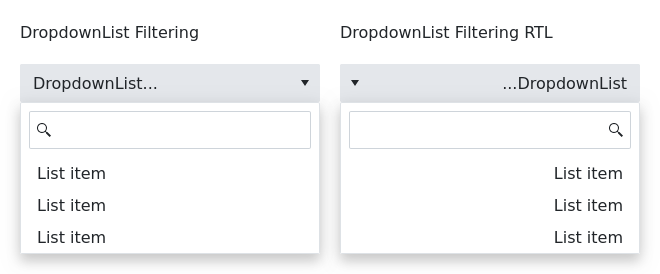 DropdownList Filtering
DropdownList...
List item
List item
List item
DropdownList Filtering RTL
...DropdownList
List item
List item
List item